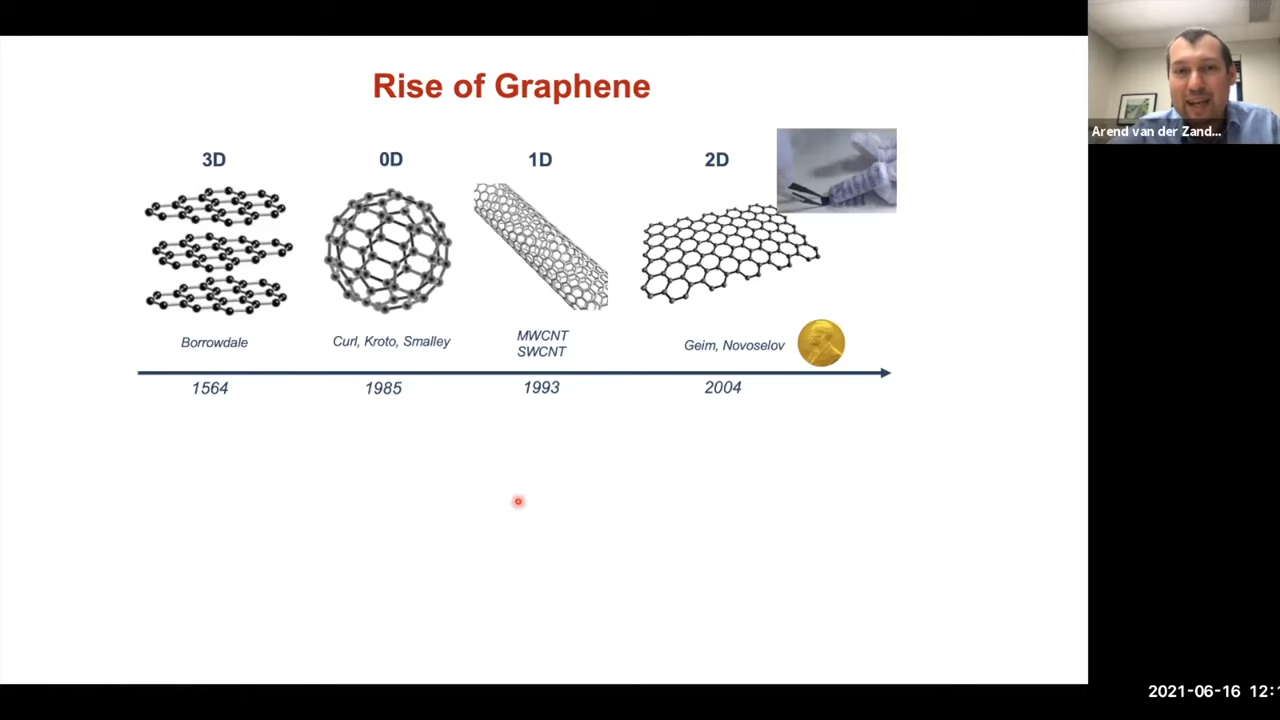 Rise of Graphene
3D
0D
1D
2D
Borrowdale
Curl, Kroto, Smalley
MWCNT
SWCNT
Geim, Novoselov
1564
1985
1993
2004
Arend van der Zand...
2021-06-16 12:1